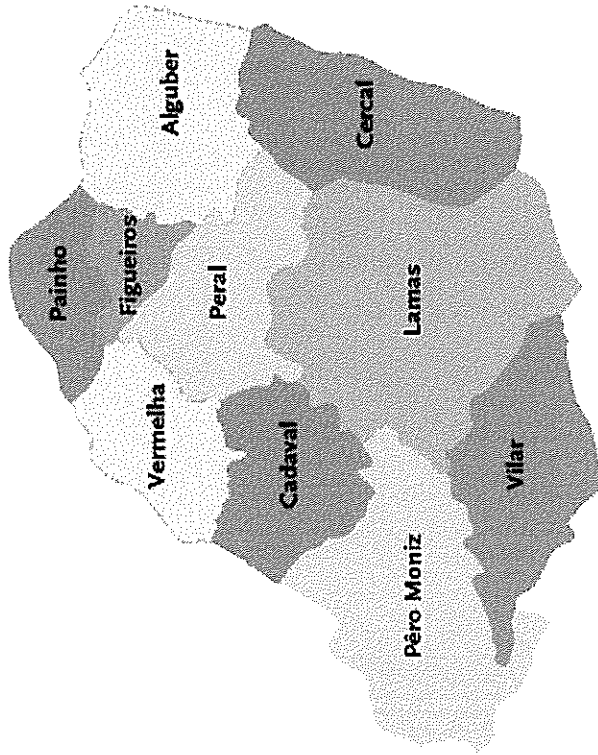 Alguber
Painho
Figueiros
Cercal
Peral
Vermelha
Lamas
Cadaval
Vilar
Pêro Moniz